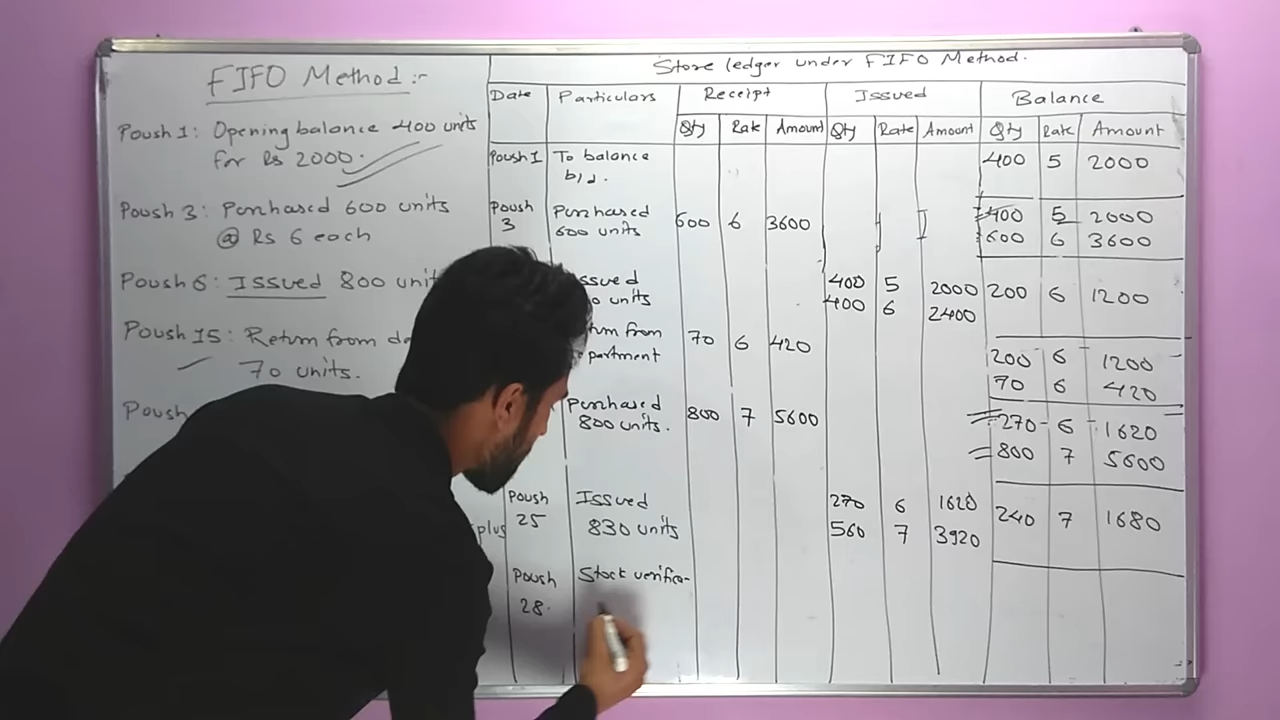 FIFO Method :-
Poush 1: Opening balance 400 units
for Rs 2000.
Poush 3: Purchased 600 units
@ Rs 6 each
Poush 6: Issued 800
Poush 15: Return from
70 units.
Poush
plus
Store ledger under FIFO Method.
Date Particulars Receipt Issued Balance
Qty Rate Amount Qty Rate Amount Qty Rate Amount
Poush 1 To balance 400 5 2000
b/d.
Poush Purchased 600 6 3600 400 5 2000
3 600 units 600 6 3600
400 5 2000 200 6 1200
units 400 6 2400
from 70 6 420 200 6 1200
70 6 420
Purchased 800 7 5600 270 6 1620
800 units. 800 7 5600
Poush Issued 270 6 1620 240 7 1680
25 830 units 560 7 3920
Poush Stock verifica-
28.